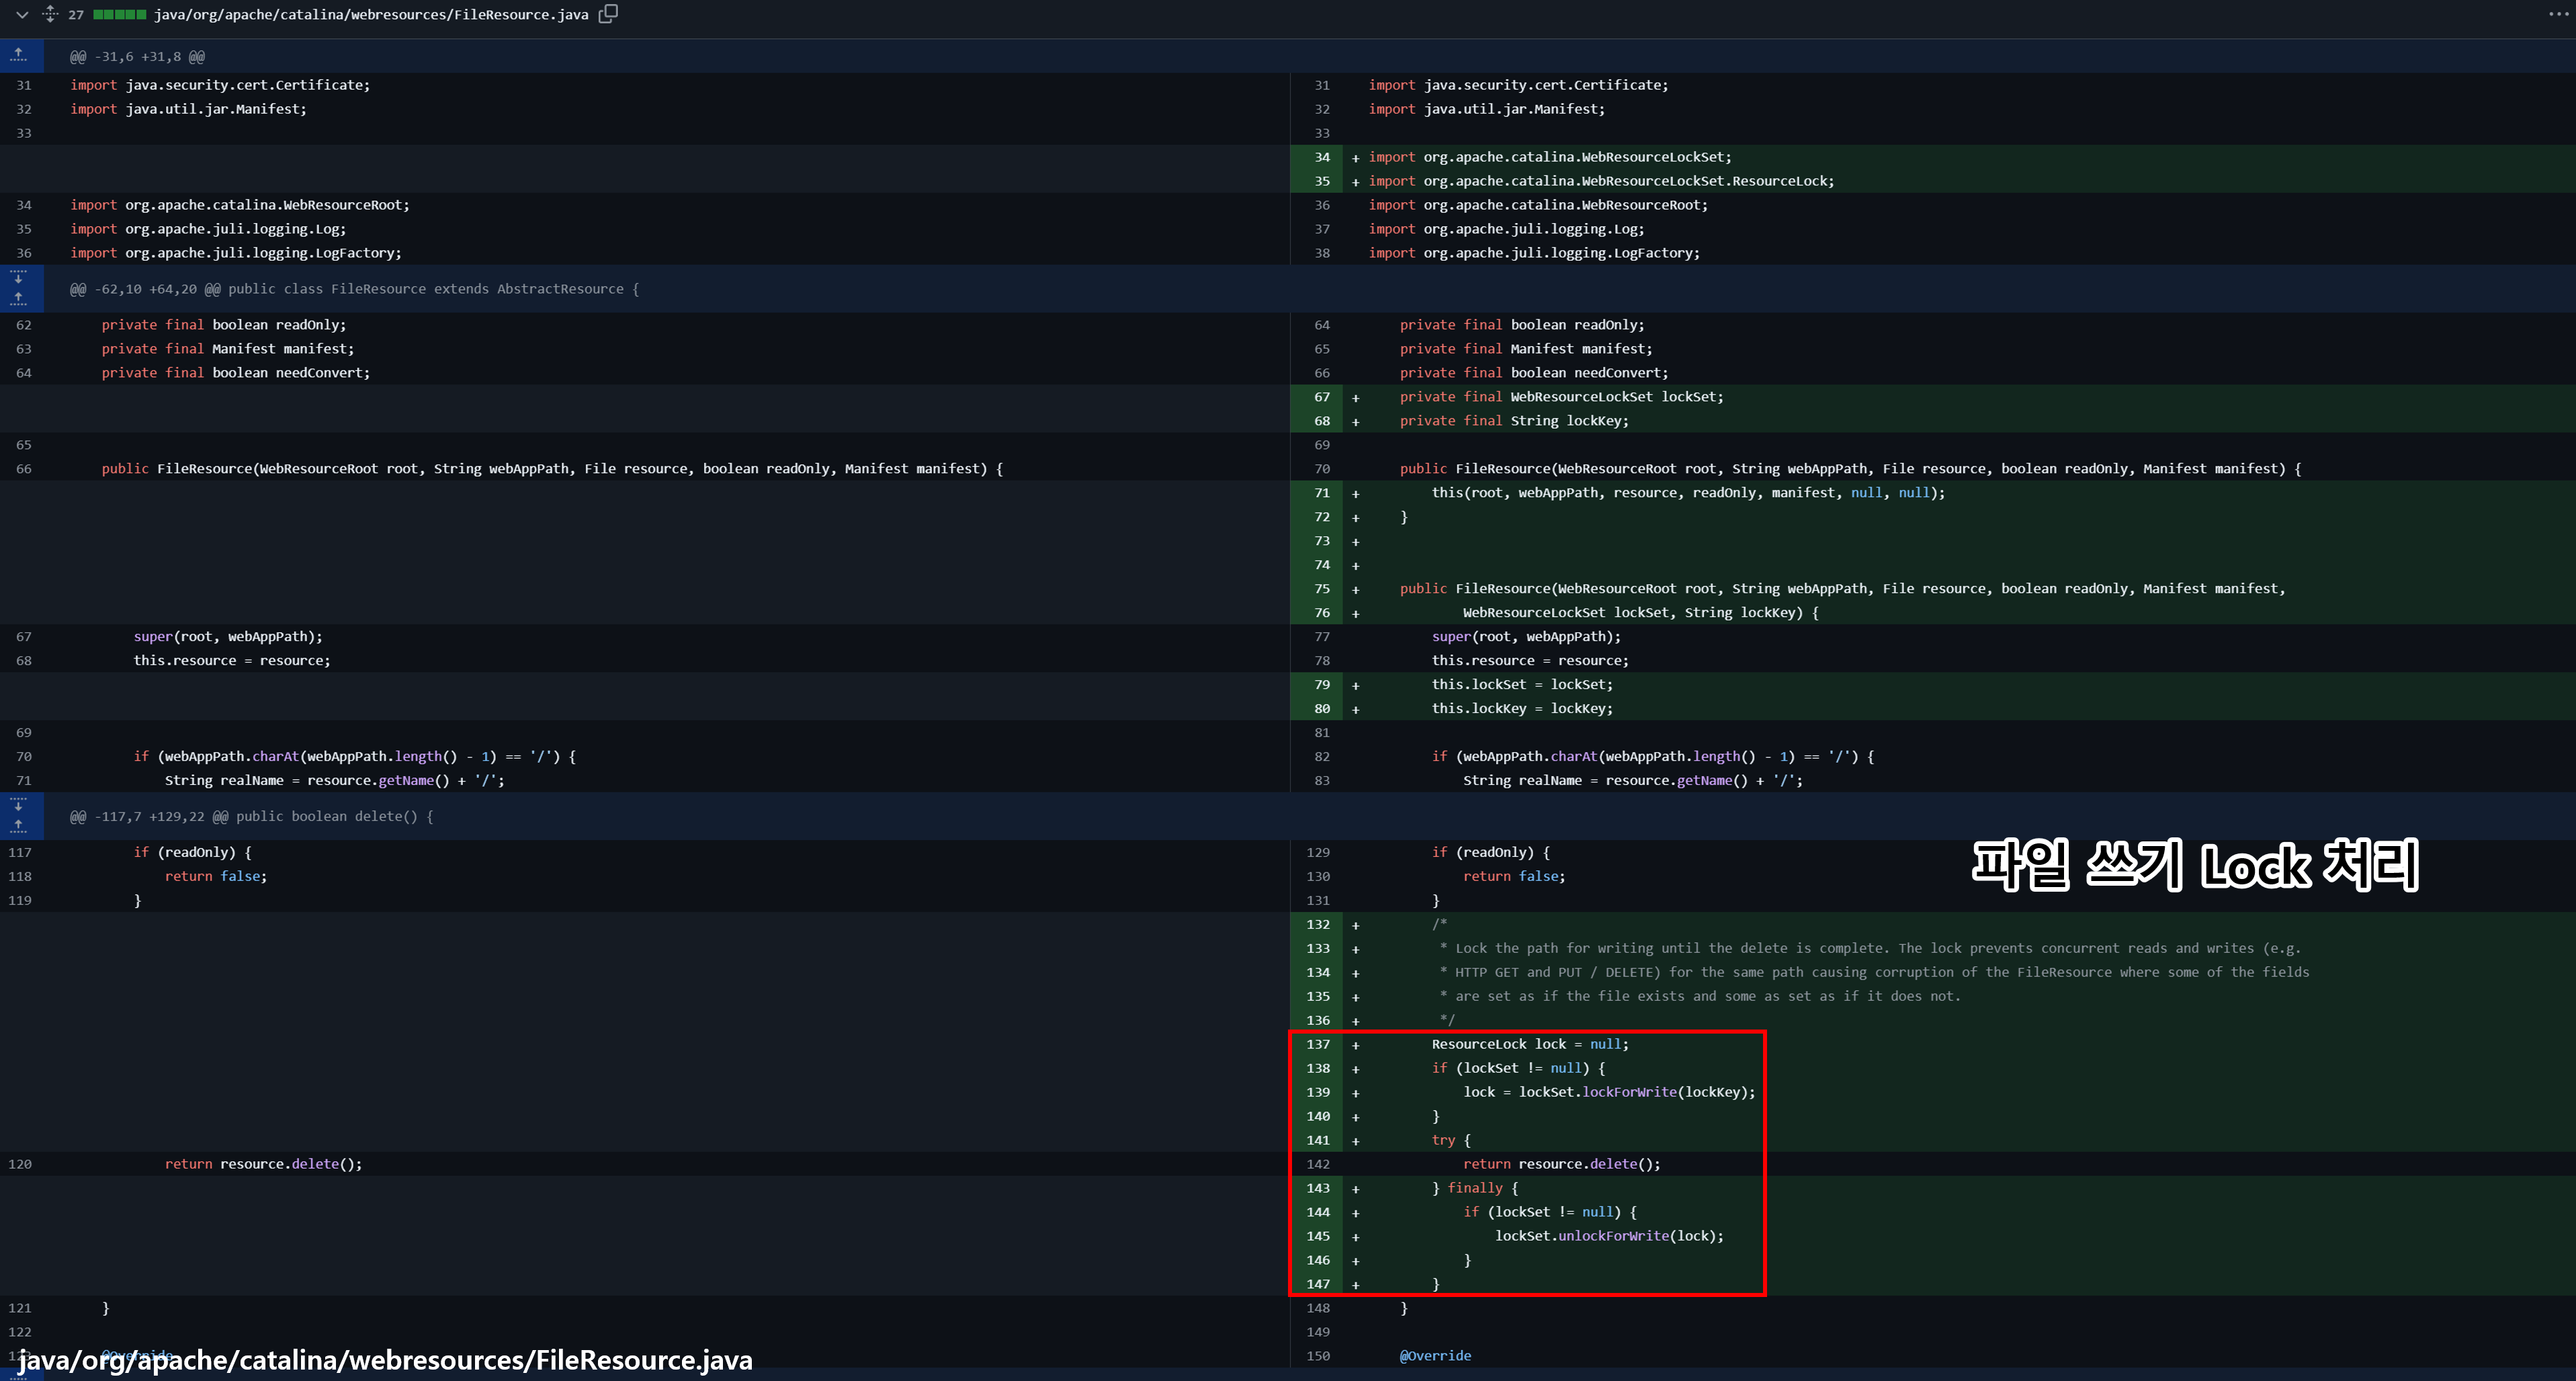 27 java/org/apache/catalina/webresources/FileResource.java
@@ -31,6 +31,8 @@
31 import java.security.cert.Certificate;
32 import java.util.jar.Manifest;
33
34 import org.apache.catalina.WebResourceRoot;
35 import org.apache.juli.logging.Log;
36 import org.apache.juli.logging.LogFactory;
31 import java.security.cert.Certificate;
32 import java.util.jar.Manifest;
33
34 + import org.apache.catalina.WebResourceLockSet;
35 + import org.apache.catalina.WebResourceLockSet.ResourceLock;
36 import org.apache.catalina.WebResourceRoot;
37 import org.apache.juli.logging.Log;
38 import org.apache.juli.logging.LogFactory;
@@ -62,10 +64,20 @@ public class FileResource extends AbstractResource {
62 private final boolean readOnly;
63 private final Manifest manifest;
64 private final boolean needConvert;
65
66 public FileResource(WebResourceRoot root, String webAppPath, File resource, boolean readOnly, Manifest manifest) {
67 super(root, webAppPath);
68 this.resource = resource;
69
70 if (webAppPath.charAt(webAppPath.length() - 1) == '/') {
71 String realName = resource.getName() + '/';
64 private final boolean readOnly;
65 private final Manifest manifest;
66 private final boolean needConvert;
67 + private final WebResourceLockSet lockSet;
68 + private final String lockKey;
69
70 public FileResource(WebResourceRoot root, String webAppPath, File resource, boolean readOnly, Manifest manifest) {
71 + this(root, webAppPath, resource, readOnly, manifest, null, null);
72 + }
73 +
74 +
75 + public FileResource(WebResourceRoot root, String webAppPath, File resource, boolean readOnly, Manifest manifest,
76 + WebResourceLockSet lockSet, String lockKey) {
77 super(root, webAppPath);
78 this.resource = resource;
79 + this.lockSet = lockSet;
80 + this.lockKey = lockKey;
81
82 if (webAppPath.charAt(webAppPath.length() - 1) == '/') {
83 String realName = resource.getName() + '/';
@@ -117,7 +129,22 @@ public boolean delete() {
117 if (readOnly) {
118 return false;
119 }
120 return resource.delete();
121 }
122
123 @Override
129 if (readOnly) {
130 return false;
131 }
파일 쓰기 Lock 처리
132 + /*
133 + * Lock the path for writing until the delete is complete. The lock prevents concurrent reads and writes (e.g.
134 + * HTTP GET and PUT / DELETE) for the same path causing corruption of the FileResource where some of the fields
135 + * are set as if the file exists and some as set as if it does not.
136 + */
137 + ResourceLock lock = null;
138 + if (lockSet != null) {
139 + lock = lockSet.lockForWrite(lockKey);
140 + }
141 + try {
142 return resource.delete();
143 + } finally {
144 + if (lockSet != null) {
145 + lockSet.unlockForWrite(lock);
146 + }
147 + }
148 }
149
150 @Override
java/org/apache/catalina/webresources/FileResource.java